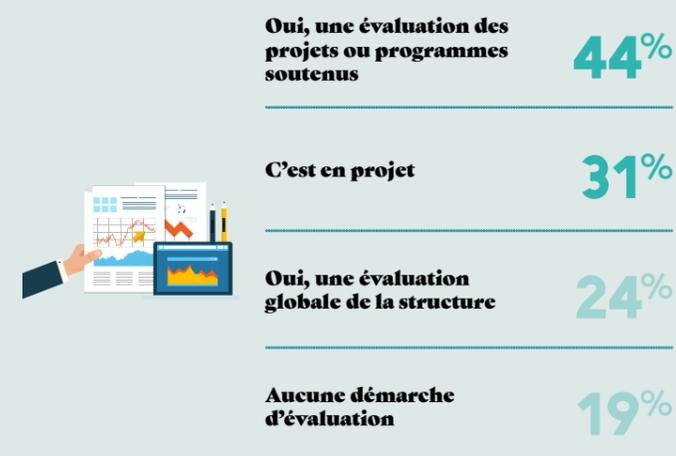 Oui, une évaluation des
projets ou programmes
soutenus
44%
C’est en projet
31%
Oui, une évaluation
globale de la structure
24%
Aucune démarche
d’évaluation
19%